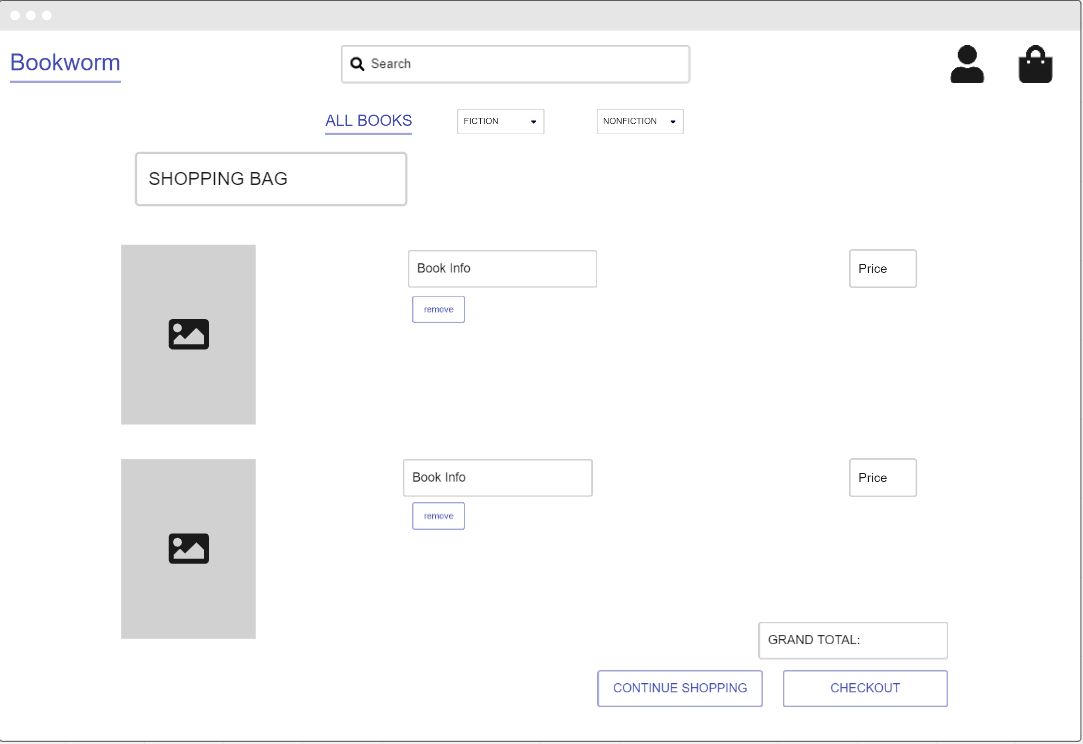 Bookworm
Search
ALL BOOKS
FICTION
NONFICTION
SHOPPING BAG
Book Info
Price
remove
Book Info
Price
remove
GRAND TOTAL:
CONTINUE SHOPPING
CHECKOUT